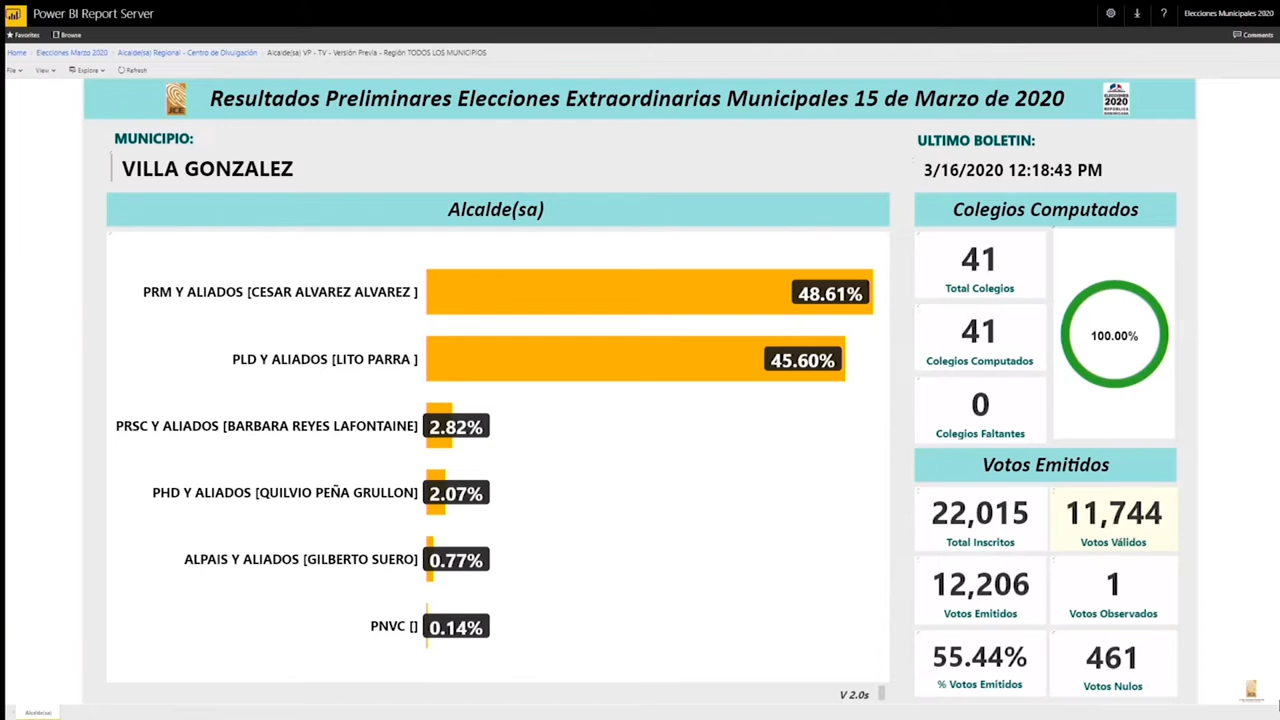 Power BI Report Server
Elecciones Municipales 2020
Favorites Browse
Comments
Home Elecciones Marzo 2020 Alcalde(sa) Regional - Centro de Divulgación Alcalde(sa) VP - TV - Versión Previa - Región TODOS LOS MUNICIPIOS
File View Explore Refresh
JCE
Resultados Preliminares Elecciones Extraordinarias Municipales 15 de Marzo de 2020
ELECCIONES
2020
REPÚBLICA
DOMINICANA
MUNICIPIO:
VILLA GONZALEZ
ULTIMO BOLETIN:
3/16/2020 12:18:43 PM
Alcalde(sa)
PRM Y ALIADOS [CESAR ALVAREZ ALVAREZ ] 48.61%
PLD Y ALIADOS [LITO PARRA ] 45.60%
PRSC Y ALIADOS [BARBARA REYES LAFONTAINE] 2.82%
PHD Y ALIADOS [QUILVIO PEÑA GRULLON] 2.07%
ALPAIS Y ALIADOS [GILBERTO SUERO] 0.77%
PNVC [] 0.14%
Colegios Computados
41
Total Colegios
41
Colegios Computados
0
Colegios Faltantes
100.00%
Votos Emitidos
22,015
Total Inscritos
11,744
Votos Válidos
12,206
Votos Emitidos
1
Votos Observados
55.44%
% Votos Emitidos
461
Votos Nulos
V 2.0s
Alcalde(sa)